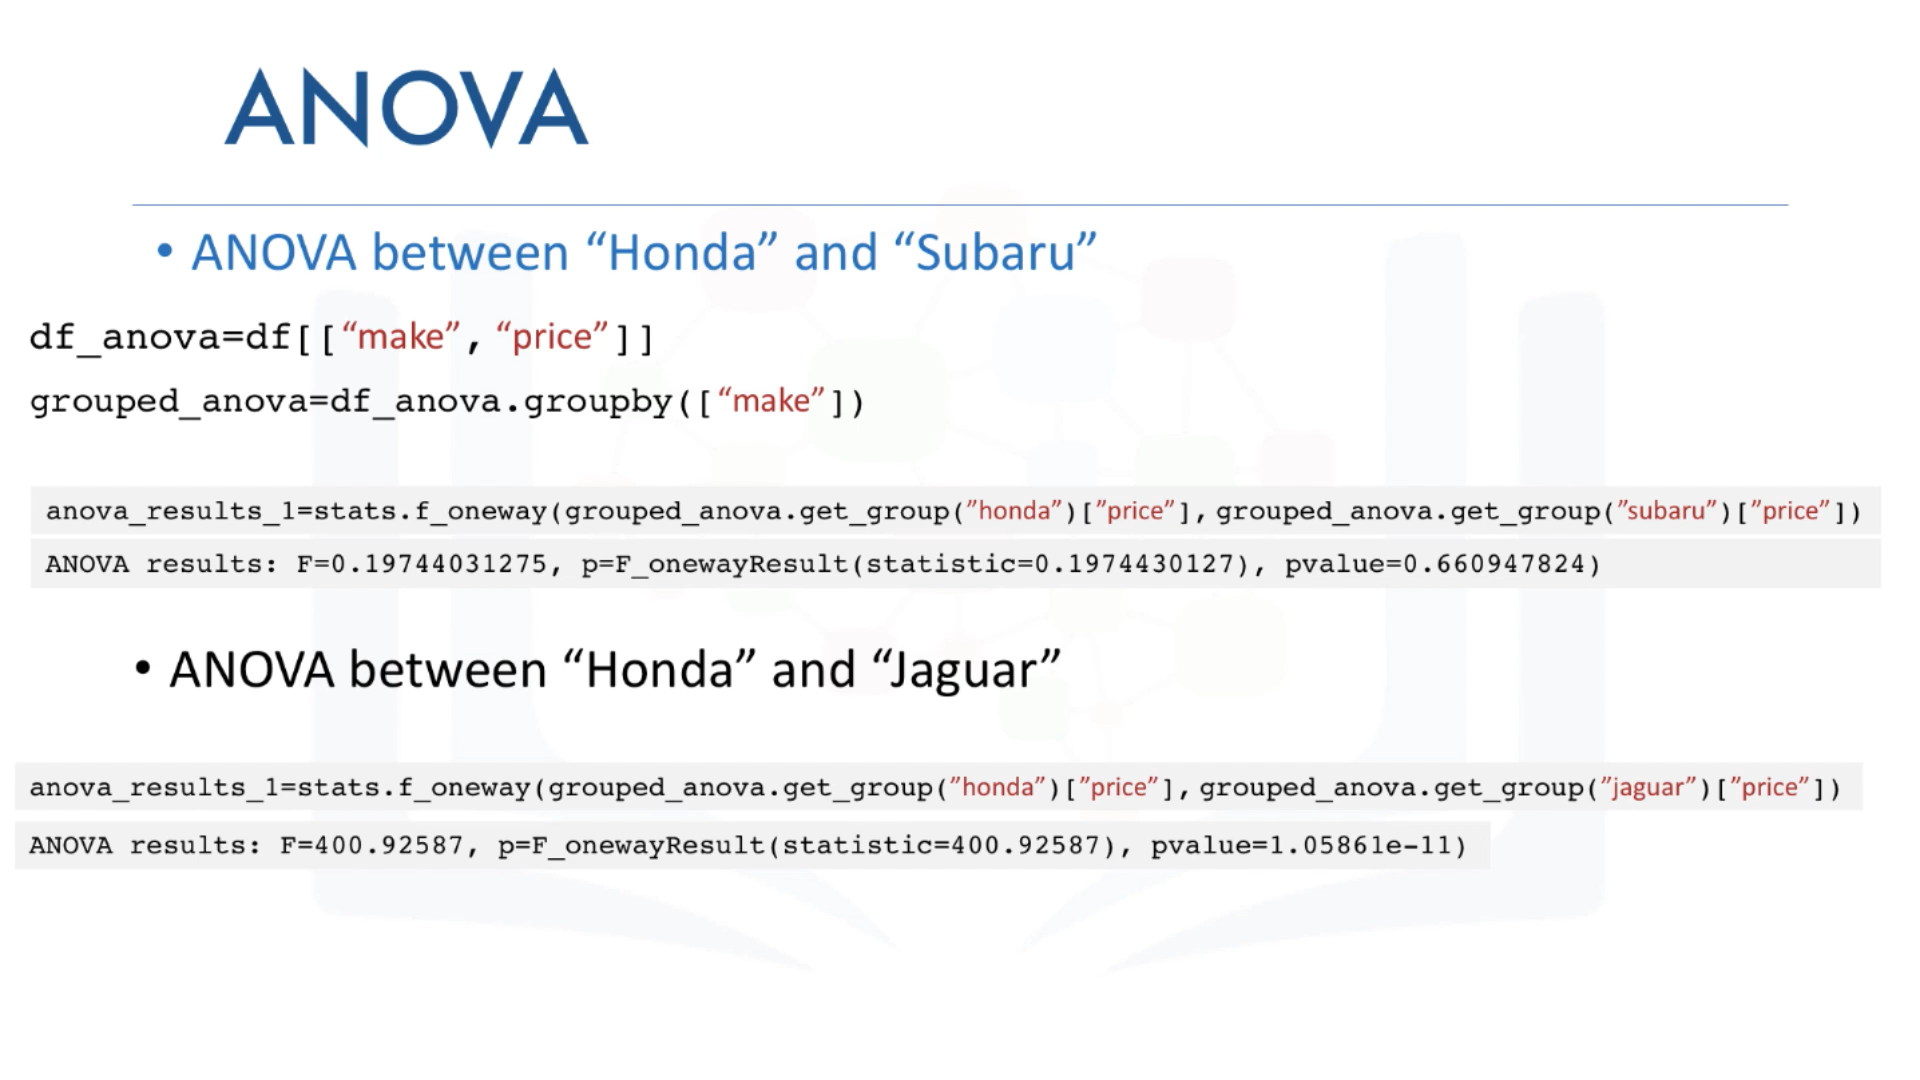 ANOVA
• ANOVA between “Honda” and “Subaru”
df_anova=df[[“make”, “price”]]
grouped_anova=df_anova.groupby([“make”])
anova_results_1=stats.f_oneway(grouped_anova.get_group(”honda”)[”price”],grouped_anova.get_group(”subaru”)[”price”])
ANOVA results: F=0.19744031275, p=F_onewayResult(statistic=0.1974430127), pvalue=0.660947824)
• ANOVA between “Honda” and “Jaguar”
anova_results_1=stats.f_oneway(grouped_anova.get_group(”honda”)[”price”],grouped_anova.get_group(”jaguar”)[”price”])
ANOVA results: F=400.92587, p=F_onewayResult(statistic=400.92587), pvalue=1.05861e-11)